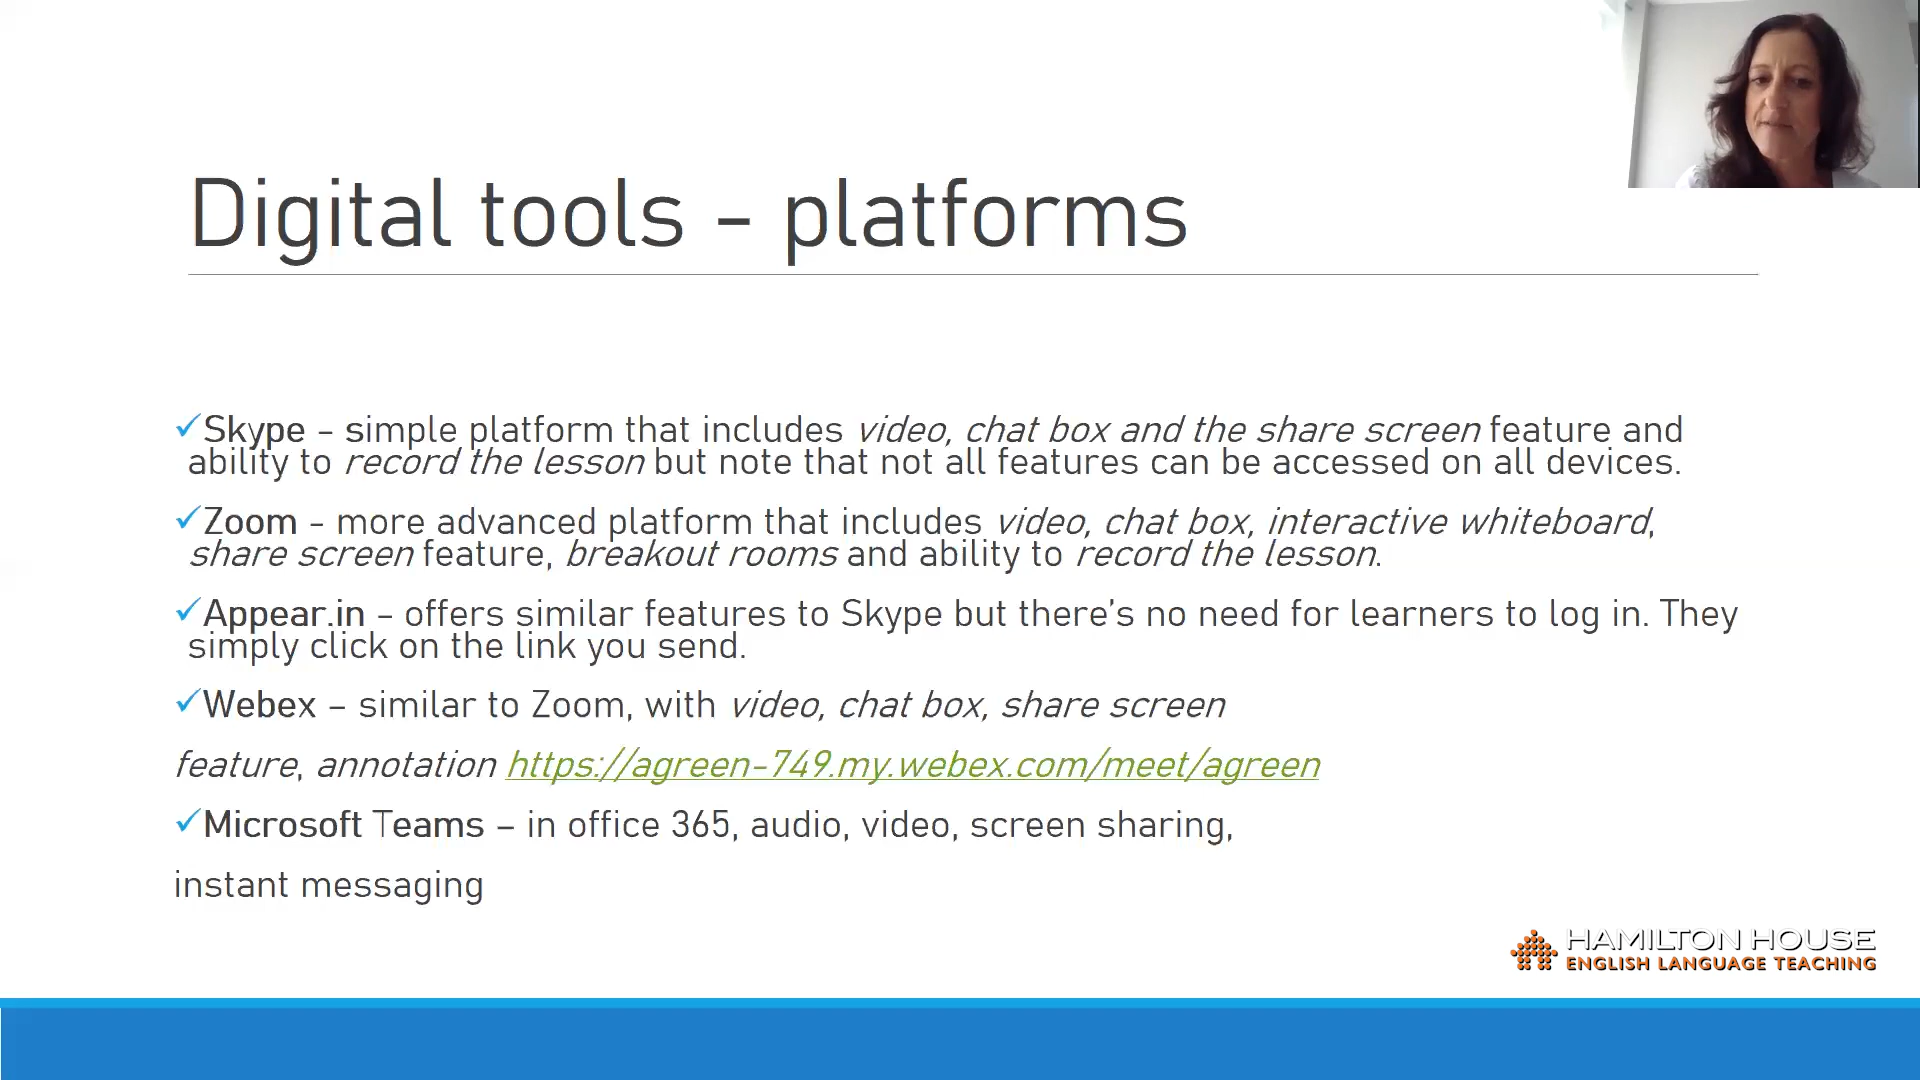 Digital tools - platforms
✓Skype – simple platform that includes video, chat box and the share screen feature and
ability to record the lesson but note that not all features can be accessed on all devices.
✓Zoom - more advanced platform that includes video, chat box, interactive whiteboard,
share screen feature, breakout rooms and ability to record the lesson.
✓Appear.in – offers similar features to Skype but there’s no need for learners to log in. They
simply click on the link you send.
✓Webex – similar to Zoom, with video, chat box, share screen
feature, annotation https://agreen-749.my.webex.com/meet/agreen
✓Microsoft Teams – in office 365, audio, video, screen sharing,
instant messaging
HAMILTON HOUSE
ENGLISH LANGUAGE TEACHING